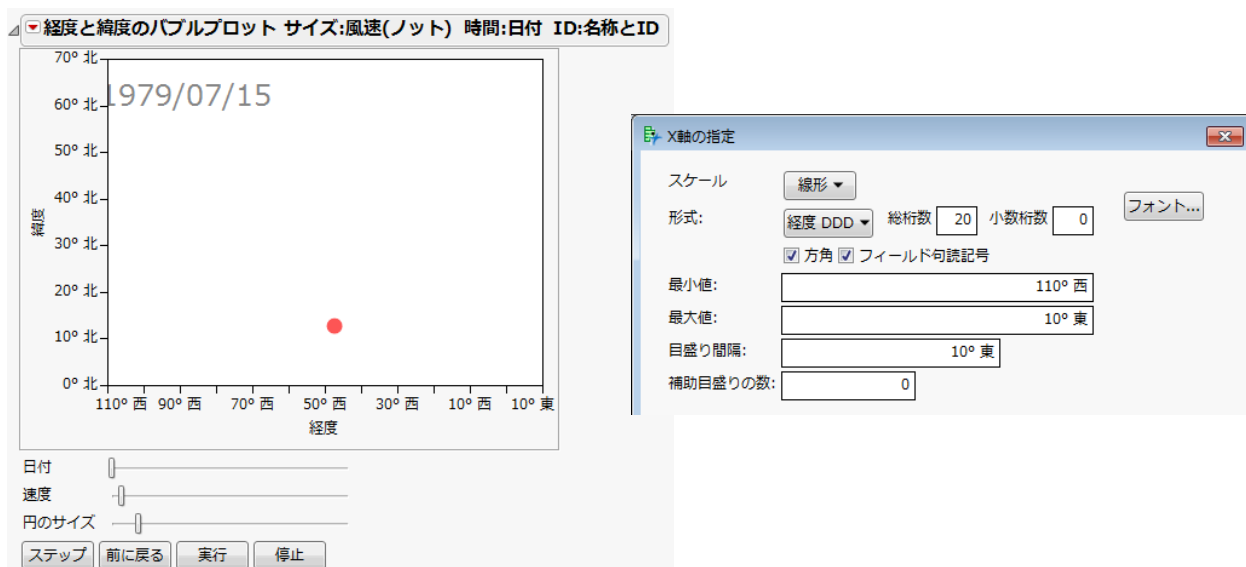 経度と緯度のバブルプロット サイズ:風速(ノット) 時間:日付 ID:名称とID
1979/07/15
70° 北
60° 北
50° 北
40° 北
30° 北
20° 北
10° 北
0° 北
緯度
110° 西 90° 西 70° 西 50° 西 30° 西 10° 西 10° 東
経度
日付
速度
円のサイズ
ステップ 前に戻る 実行 停止
X軸の指定
スケール 線形
形式: 経度 DDD 総桁数 20 小数桁数 0 フォント...
方角 フィールド句読記号
最小値: 110° 西
最大値: 10° 東
目盛り間隔: 10° 東
補助目盛りの数: 0